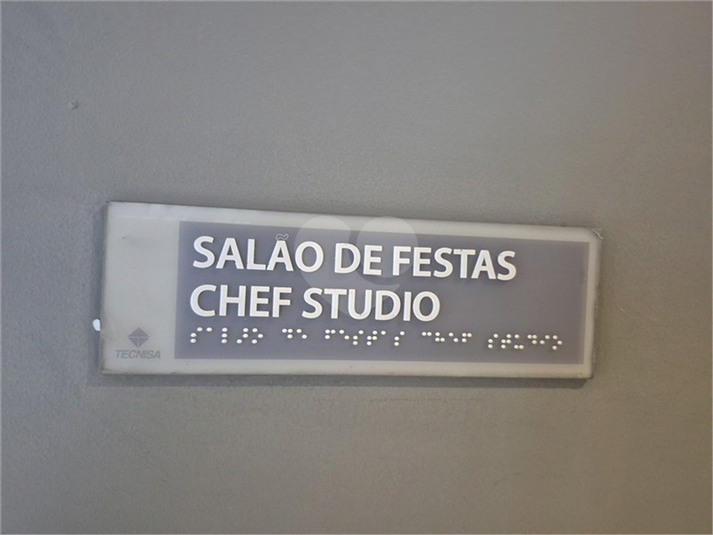 SALÃO DE FESTAS
CHEF STUDIO
TECNISA